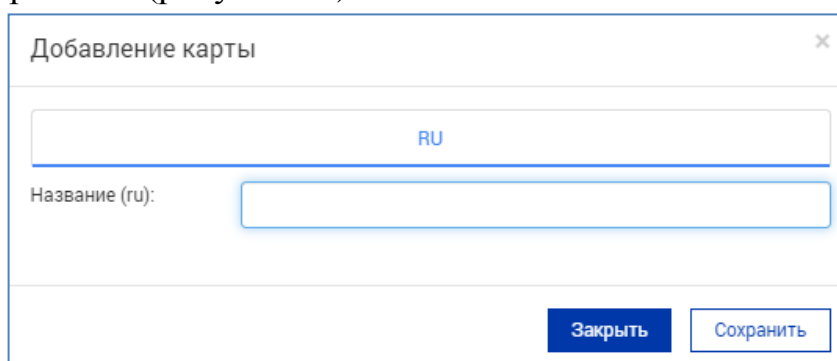 Добавление карты ×
RU
Название (ru):
Закрыть Сохранить